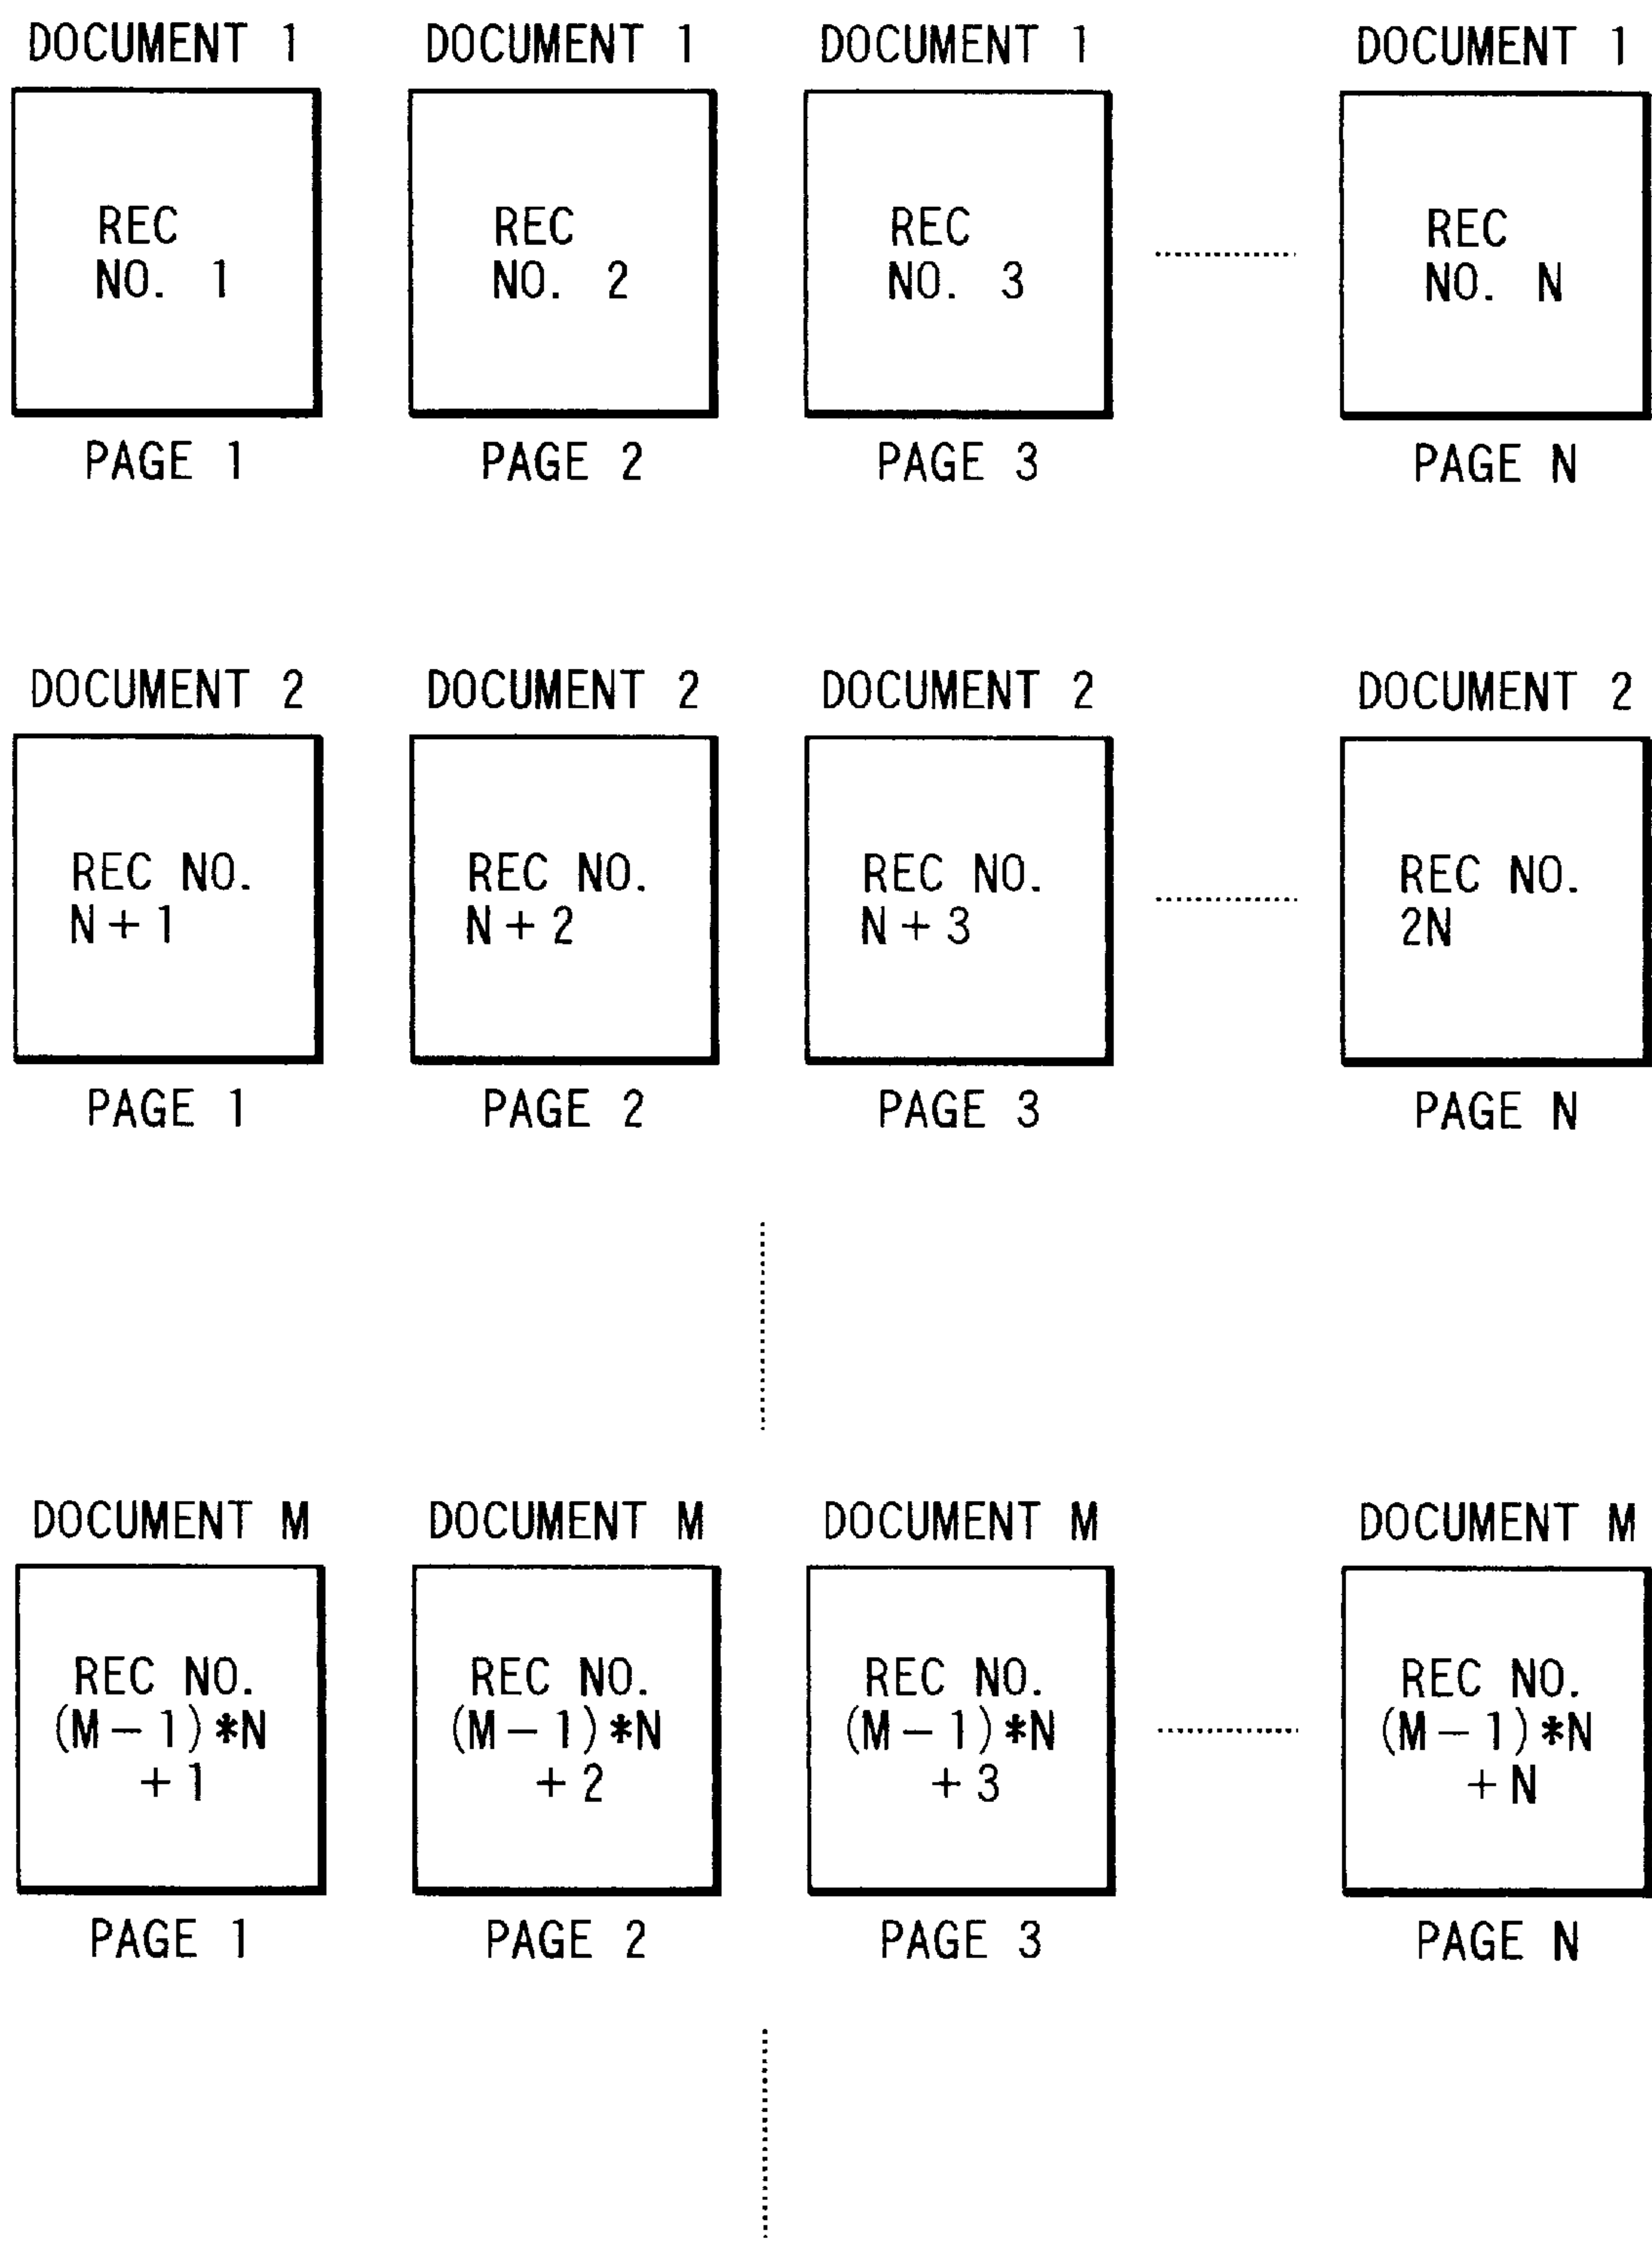 DOCUMENT 1 DOCUMENT 1 DOCUMENT 1 DOCUMENT 1
REC REC REC REC
NO. 1 NO. 2 NO. 3 NO. N
PAGE 1 PAGE 2 PAGE 3 PAGE N
DOCUMENT 2 DOCUMENT 2 DOCUMENT 2 DOCUMENT 2
REC NO. REC NO. REC NO. REC NO.
N+1 N+2 N+3 2N
PAGE 1 PAGE 2 PAGE 3 PAGE N
DOCUMENT M DOCUMENT M DOCUMENT M DOCUMENT M
REC NO. REC NO. REC NO. REC NO.
(M-1)*N (M-1)*N (M-1)*N (M-1)*N
+1 +2 +3 +N
PAGE 1 PAGE 2 PAGE 3 PAGE N